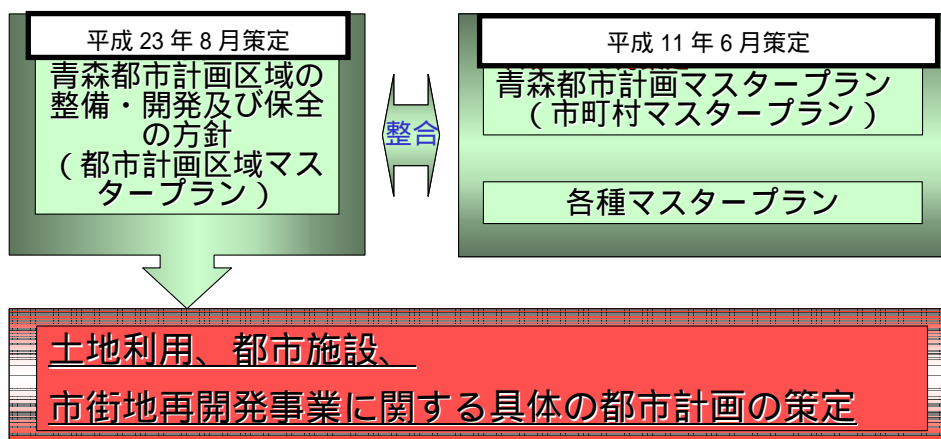 平成 23 年 8 月策定
青森都市計画区域の
整備・開発及び保全
の方針
（都市計画区域マス
タープラン）
整合
平成 11 年 6 月策定
青森都市計画マスタープラン
（市町村マスタープラン）
各種マスタープラン
土地利用、都市施設、
市街地再開発事業に関する具体の都市計画の策定